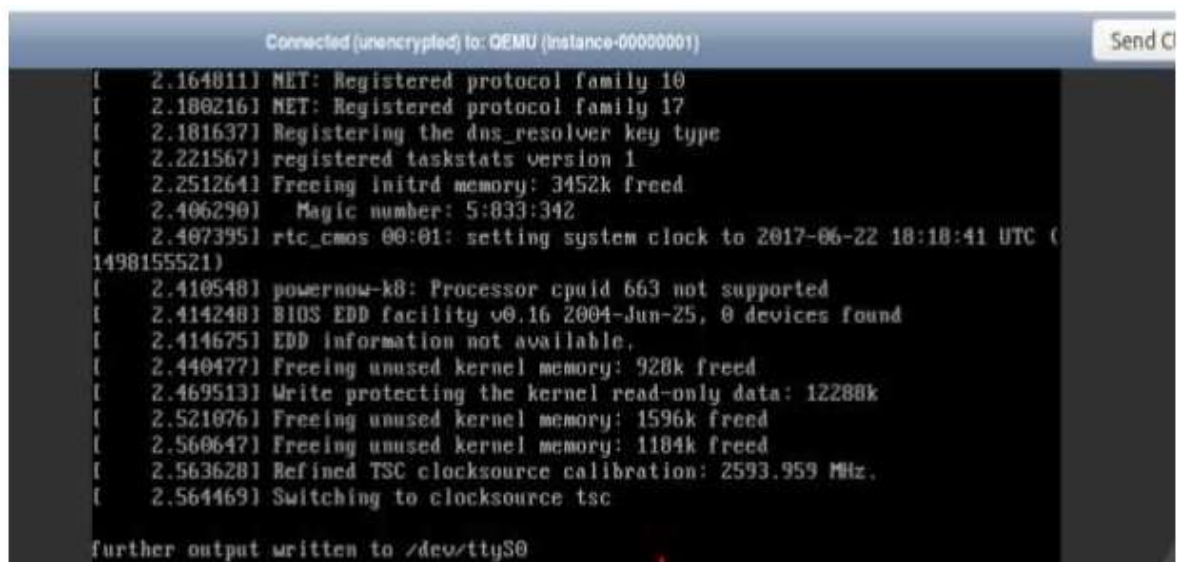 Connected (unencrypted) to: QEMU (instance-00000001)
Send
[    2.164811] NET: Registered protocol family 10
[    2.180216] NET: Registered protocol family 17
[    2.181637] Registering the dns_resolver key type
[    2.221567] registered taskstats version 1
[    2.251264] Freeing initrd memory: 3452k freed
[    2.406290]   Magic number: 5:833:342
[    2.407395] rtc_cmos 00:01: setting system clock to 2017-06-22 18:18:41 UTC (
1498155521)
[    2.410548] powernow-k8: Processor cpuid 663 not supported
[    2.414248] BIOS EDD facility v0.16 2004-Jun-25, 0 devices found
[    2.414675] EDD information not available.
[    2.440477] Freeing unused kernel memory: 928k freed
[    2.469513] Write protecting the kernel read-only data: 12288k
[    2.521076] Freeing unused kernel memory: 1596k freed
[    2.560647] Freeing unused kernel memory: 1184k freed
[    2.563628] Refined TSC clocksource calibration: 2593.959 MHz.
[    2.564469] Switching to clocksource tsc
further output written to /dev/ttyS0